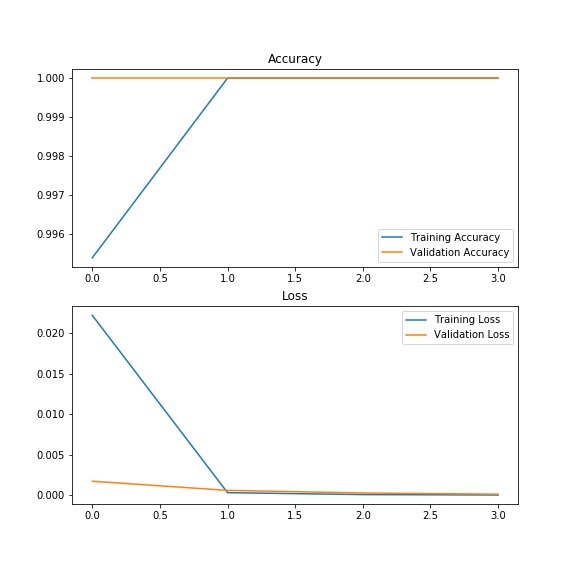 Accuracy
1.000
0.999
0.998
0.997
0.996
Training Accuracy
Validation Accuracy
0.0 0.5 1.0 1.5 2.0 2.5 3.0
Loss
0.020
0.015
0.010
0.005
0.000
Training Loss
Validation Loss
0.0 0.5 1.0 1.5 2.0 2.5 3.0